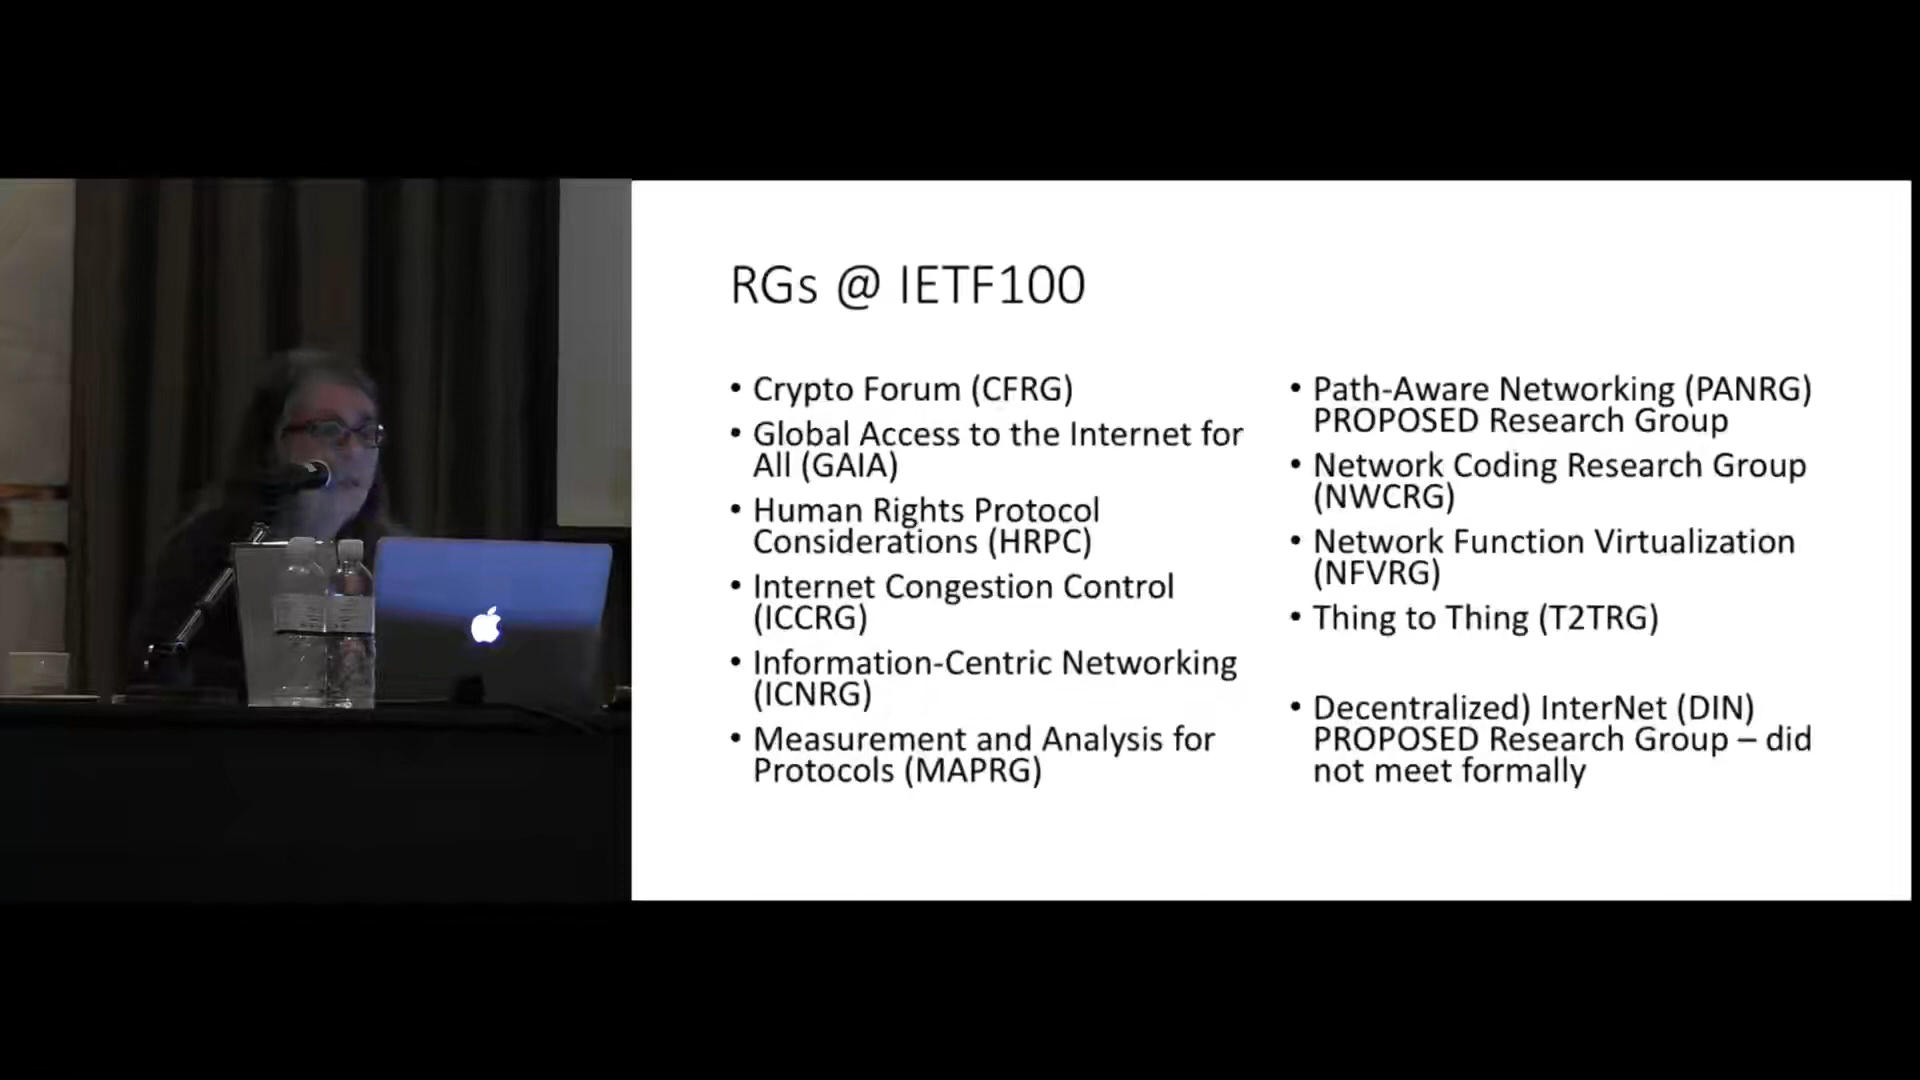 RGs @ IETF100
• Crypto Forum (CFRG)
• Global Access to the Internet for
All (GAIA)
• Human Rights Protocol
Considerations (HRPC)
• Internet Congestion Control
(ICCRG)
• Information-Centric Networking
(ICNRG)
• Measurement and Analysis for
Protocols (MAPRG)
• Path-Aware Networking (PANRG)
PROPOSED Research Group
• Network Coding Research Group
(NWCRG)
• Network Function Virtualization
(NFVRG)
• Thing to Thing (T2TRG)
• Decentralized) InterNet (DIN)
PROPOSED Research Group – did
not meet formally